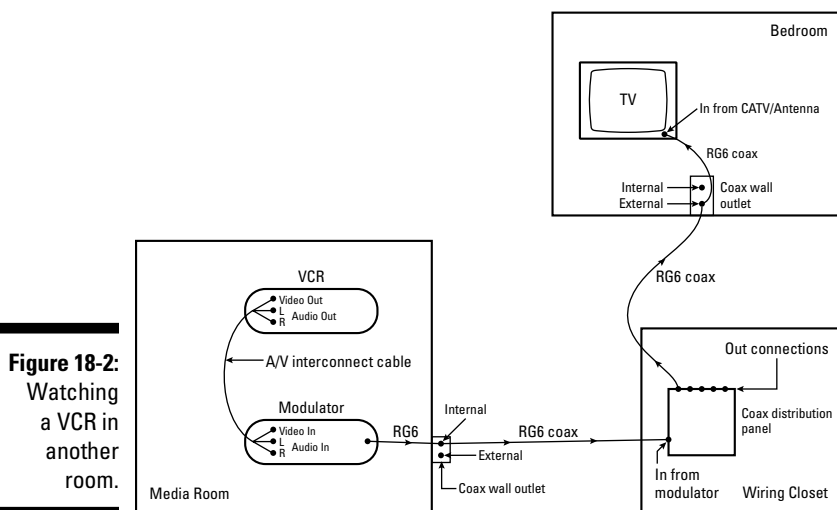 Bedroom
TV
In from CATV/Antenna
RG6 coax
Internal
External
Coax wall
outlet
RG6 coax
VCR
Video Out
L
R
Audio Out
A/V interconnect cable
Modulator
Video In
L
R
Audio In
RG6
Internal
External
Coax wall outlet
RG6 coax
Media Room
Out connections
Coax distribution
panel
In from
modulator
Wiring Closet
Figure 18-2:
Watching
a VCR in
another
room.